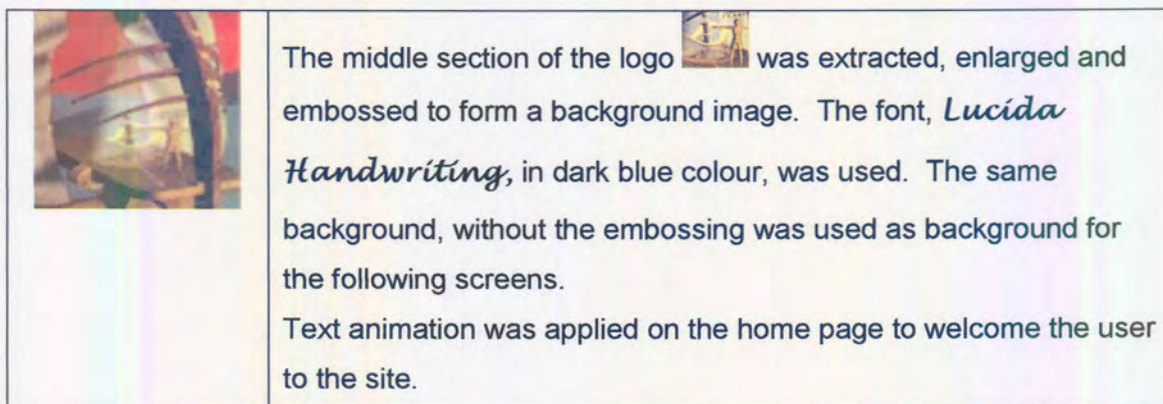 The middle section of the logo was extracted, enlarged and
embossed to form a background image. The font, Lucida
Handwriting, in dark blue colour, was used. The same
background, without the embossing was used as background for
the following screens.
Text animation was applied on the home page to welcome the user
to the site.